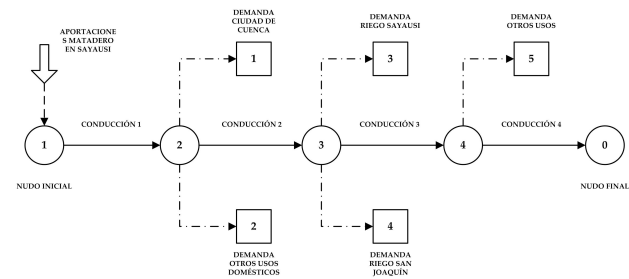 APORTACIONE
S MATADERO
EN SAYAUSI
DEMANDA
CIUDAD DE
CUENCA
DEMANDA
RIEGO SAYAUSI
DEMANDA
OTROS USOS
1
3
5
CONDUCCIÓN 1
CONDUCCIÓN 2
CONDUCCIÓN 3
CONDUCCIÓN 4
1
2
3
4
0
NUDO INICIAL
NUDO FINAL
2
4
DEMANDA
OTROS USOS
DOMÉSTICOS
DEMANDA
RIEGO SAN
JOAQUÍN